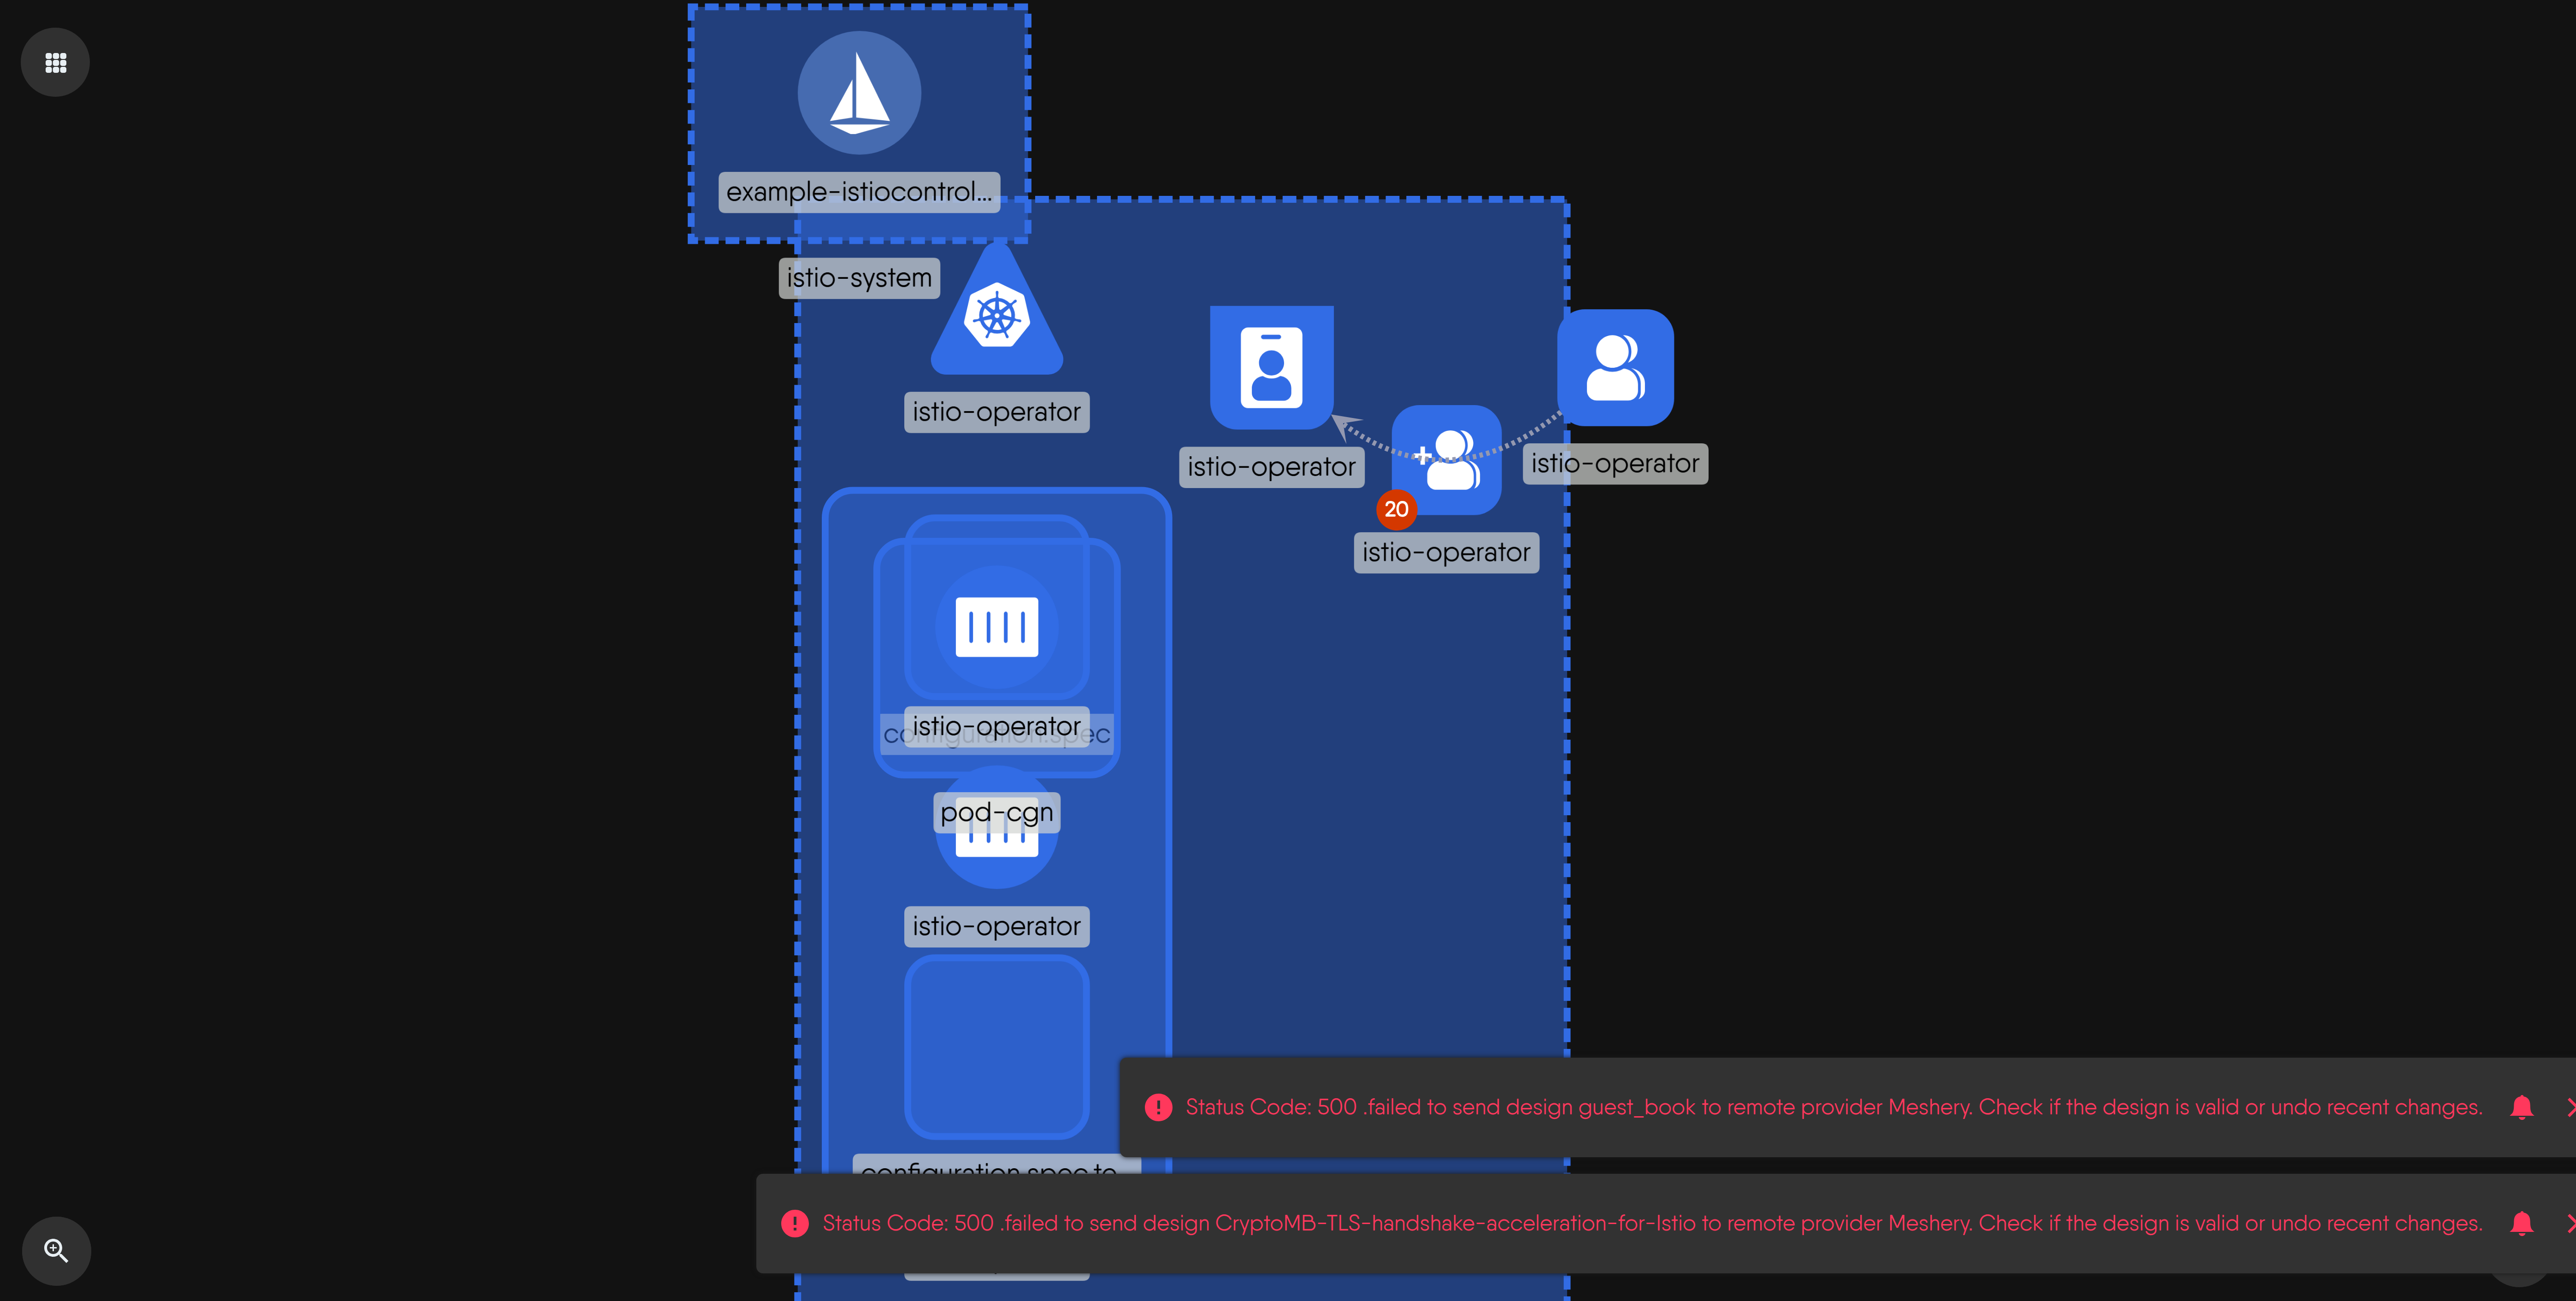 example-istiocontrol...
istio-system
istio-operator
istio-operator
istio-operator
20
istio-operator
istio-operator
configuration.spec
pod-cgn
istio-operator
configuration.spec.te...
Status Code: 500 .failed to send design guest_book to remote provider Meshery. Check if the design is valid or undo recent changes.
Status Code: 500 .failed to send design CryptoMB-TLS-handshake-acceleration-for-Istio to remote provider Meshery. Check if the design is valid or undo recent changes.